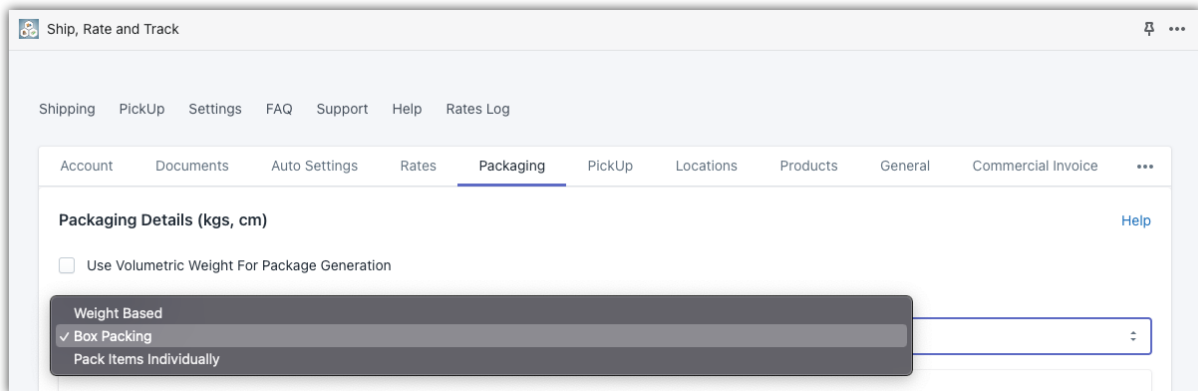 Ship, Rate and Track
Shipping PickUp Settings FAQ Support Help Rates Log
Account Documents Auto Settings Rates Packaging PickUp Locations Products General Commercial Invoice
Packaging Details (kgs, cm) Help
Use Volumetric Weight For Package Generation
Weight Based
✓ Box Packing
Pack Items Individually